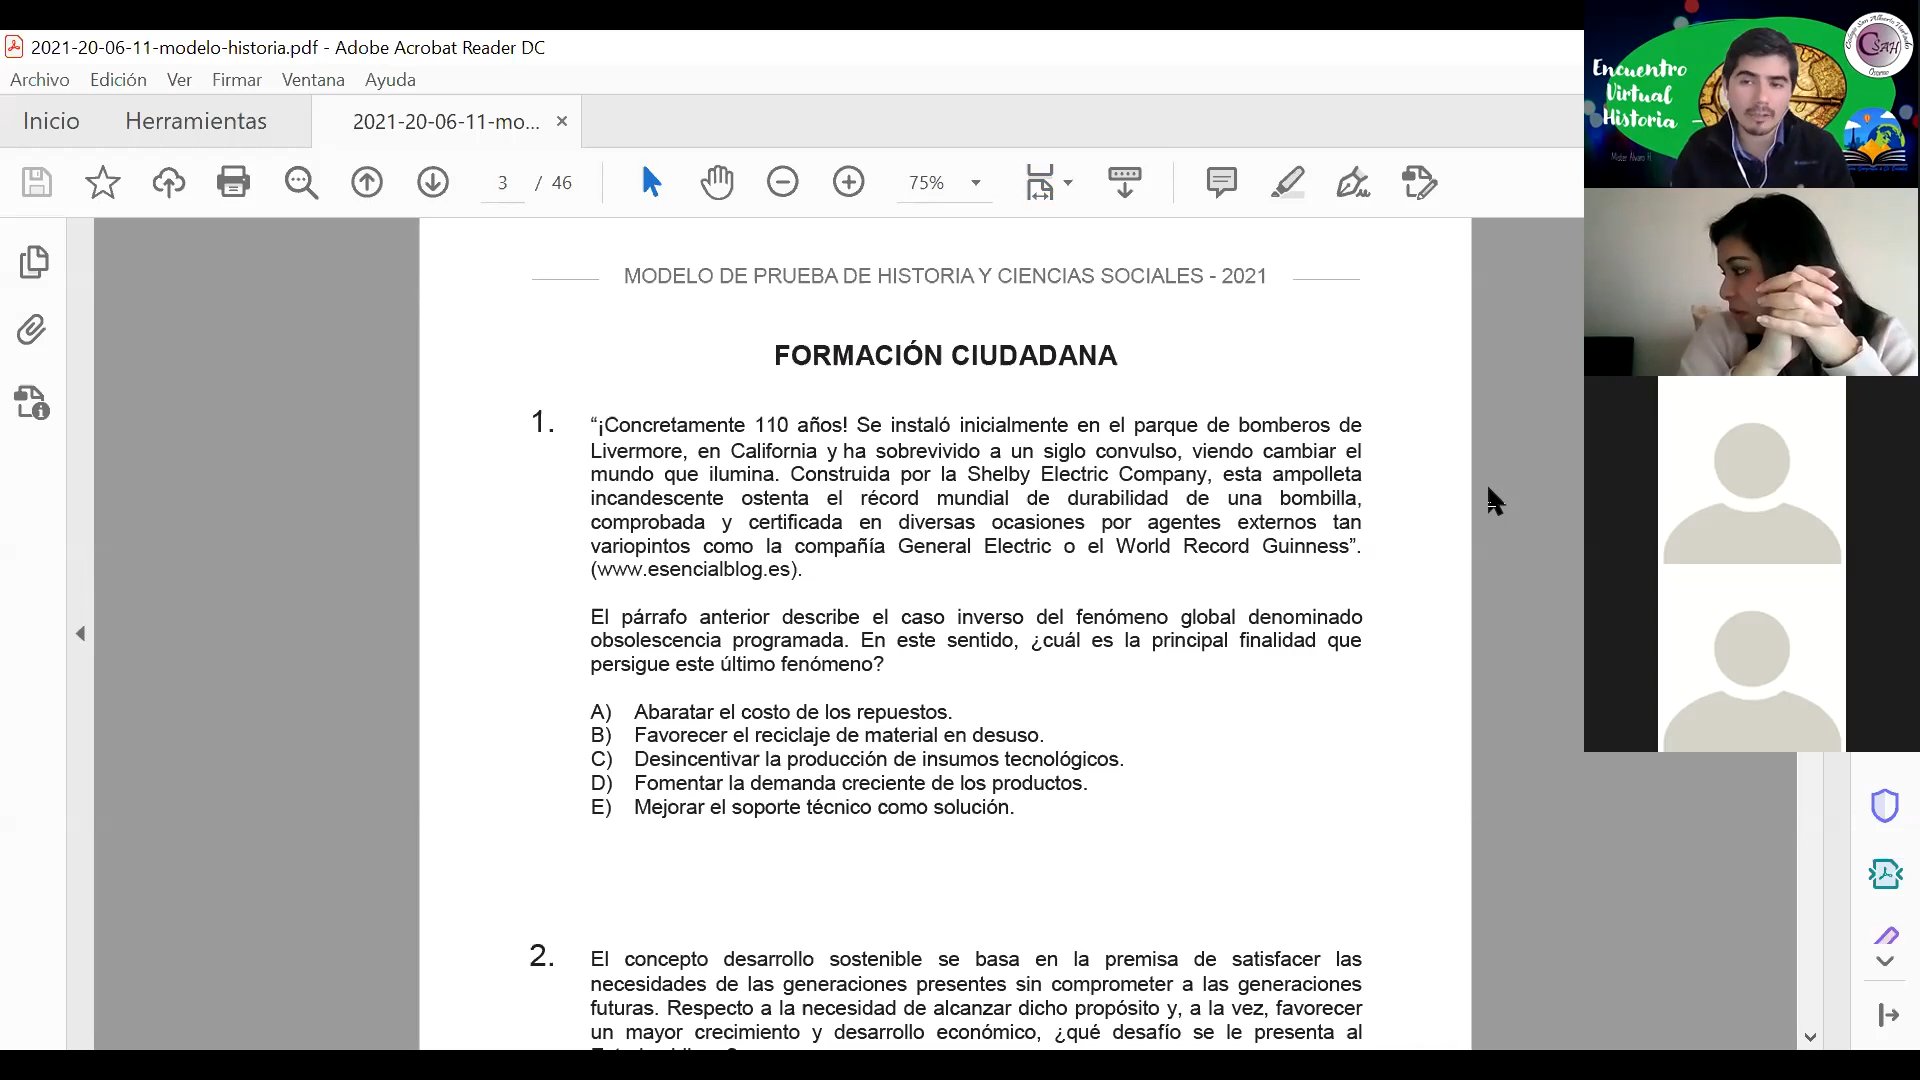 2021-20-06-11-modelo-historia.pdf - Adobe Acrobat Reader DC
Archivo Edición Ver Firmar Ventana Ayuda
Inicio Herramientas 2021-20-06-11-mo... ×
3 / 46 75%
MODELO DE PRUEBA DE HISTORIA Y CIENCIAS SOCIALES - 2021
FORMACIÓN CIUDADANA
1. “¡Concretamente 110 años! Se instaló inicialmente en el parque de bomberos de
Livermore, en California y ha sobrevivido a un siglo convulso, viendo cambiar el
mundo que ilumina. Construida por la Shelby Electric Company, esta ampolleta
incandescente ostenta el récord mundial de durabilidad de una bombilla,
comprobada y certificada en diversas ocasiones por agentes externos tan
variopintos como la compañía General Electric o el World Record Guinness”.
(www.esencialblog.es).
El párrafo anterior describe el caso inverso del fenómeno global denominado
obsolescencia programada. En este sentido, ¿cuál es la principal finalidad que
persigue este último fenómeno?
A) Abaratar el costo de los repuestos.
B) Favorecer el reciclaje de material en desuso.
C) Desincentivar la producción de insumos tecnológicos.
D) Fomentar la demanda creciente de los productos.
E) Mejorar el soporte técnico como solución.
2. El concepto desarrollo sostenible se basa en la premisa de satisfacer las
necesidades de las generaciones presentes sin comprometer a las generaciones
futuras. Respecto a la necesidad de alcanzar dicho propósito y, a la vez, favorecer
un mayor crecimiento y desarrollo económico, ¿qué desafío se le presenta al
Encuentro
Virtual
Historia
Mister Álvaro H.
Colegio San Alberto Hurtado
CSAH
Osorno